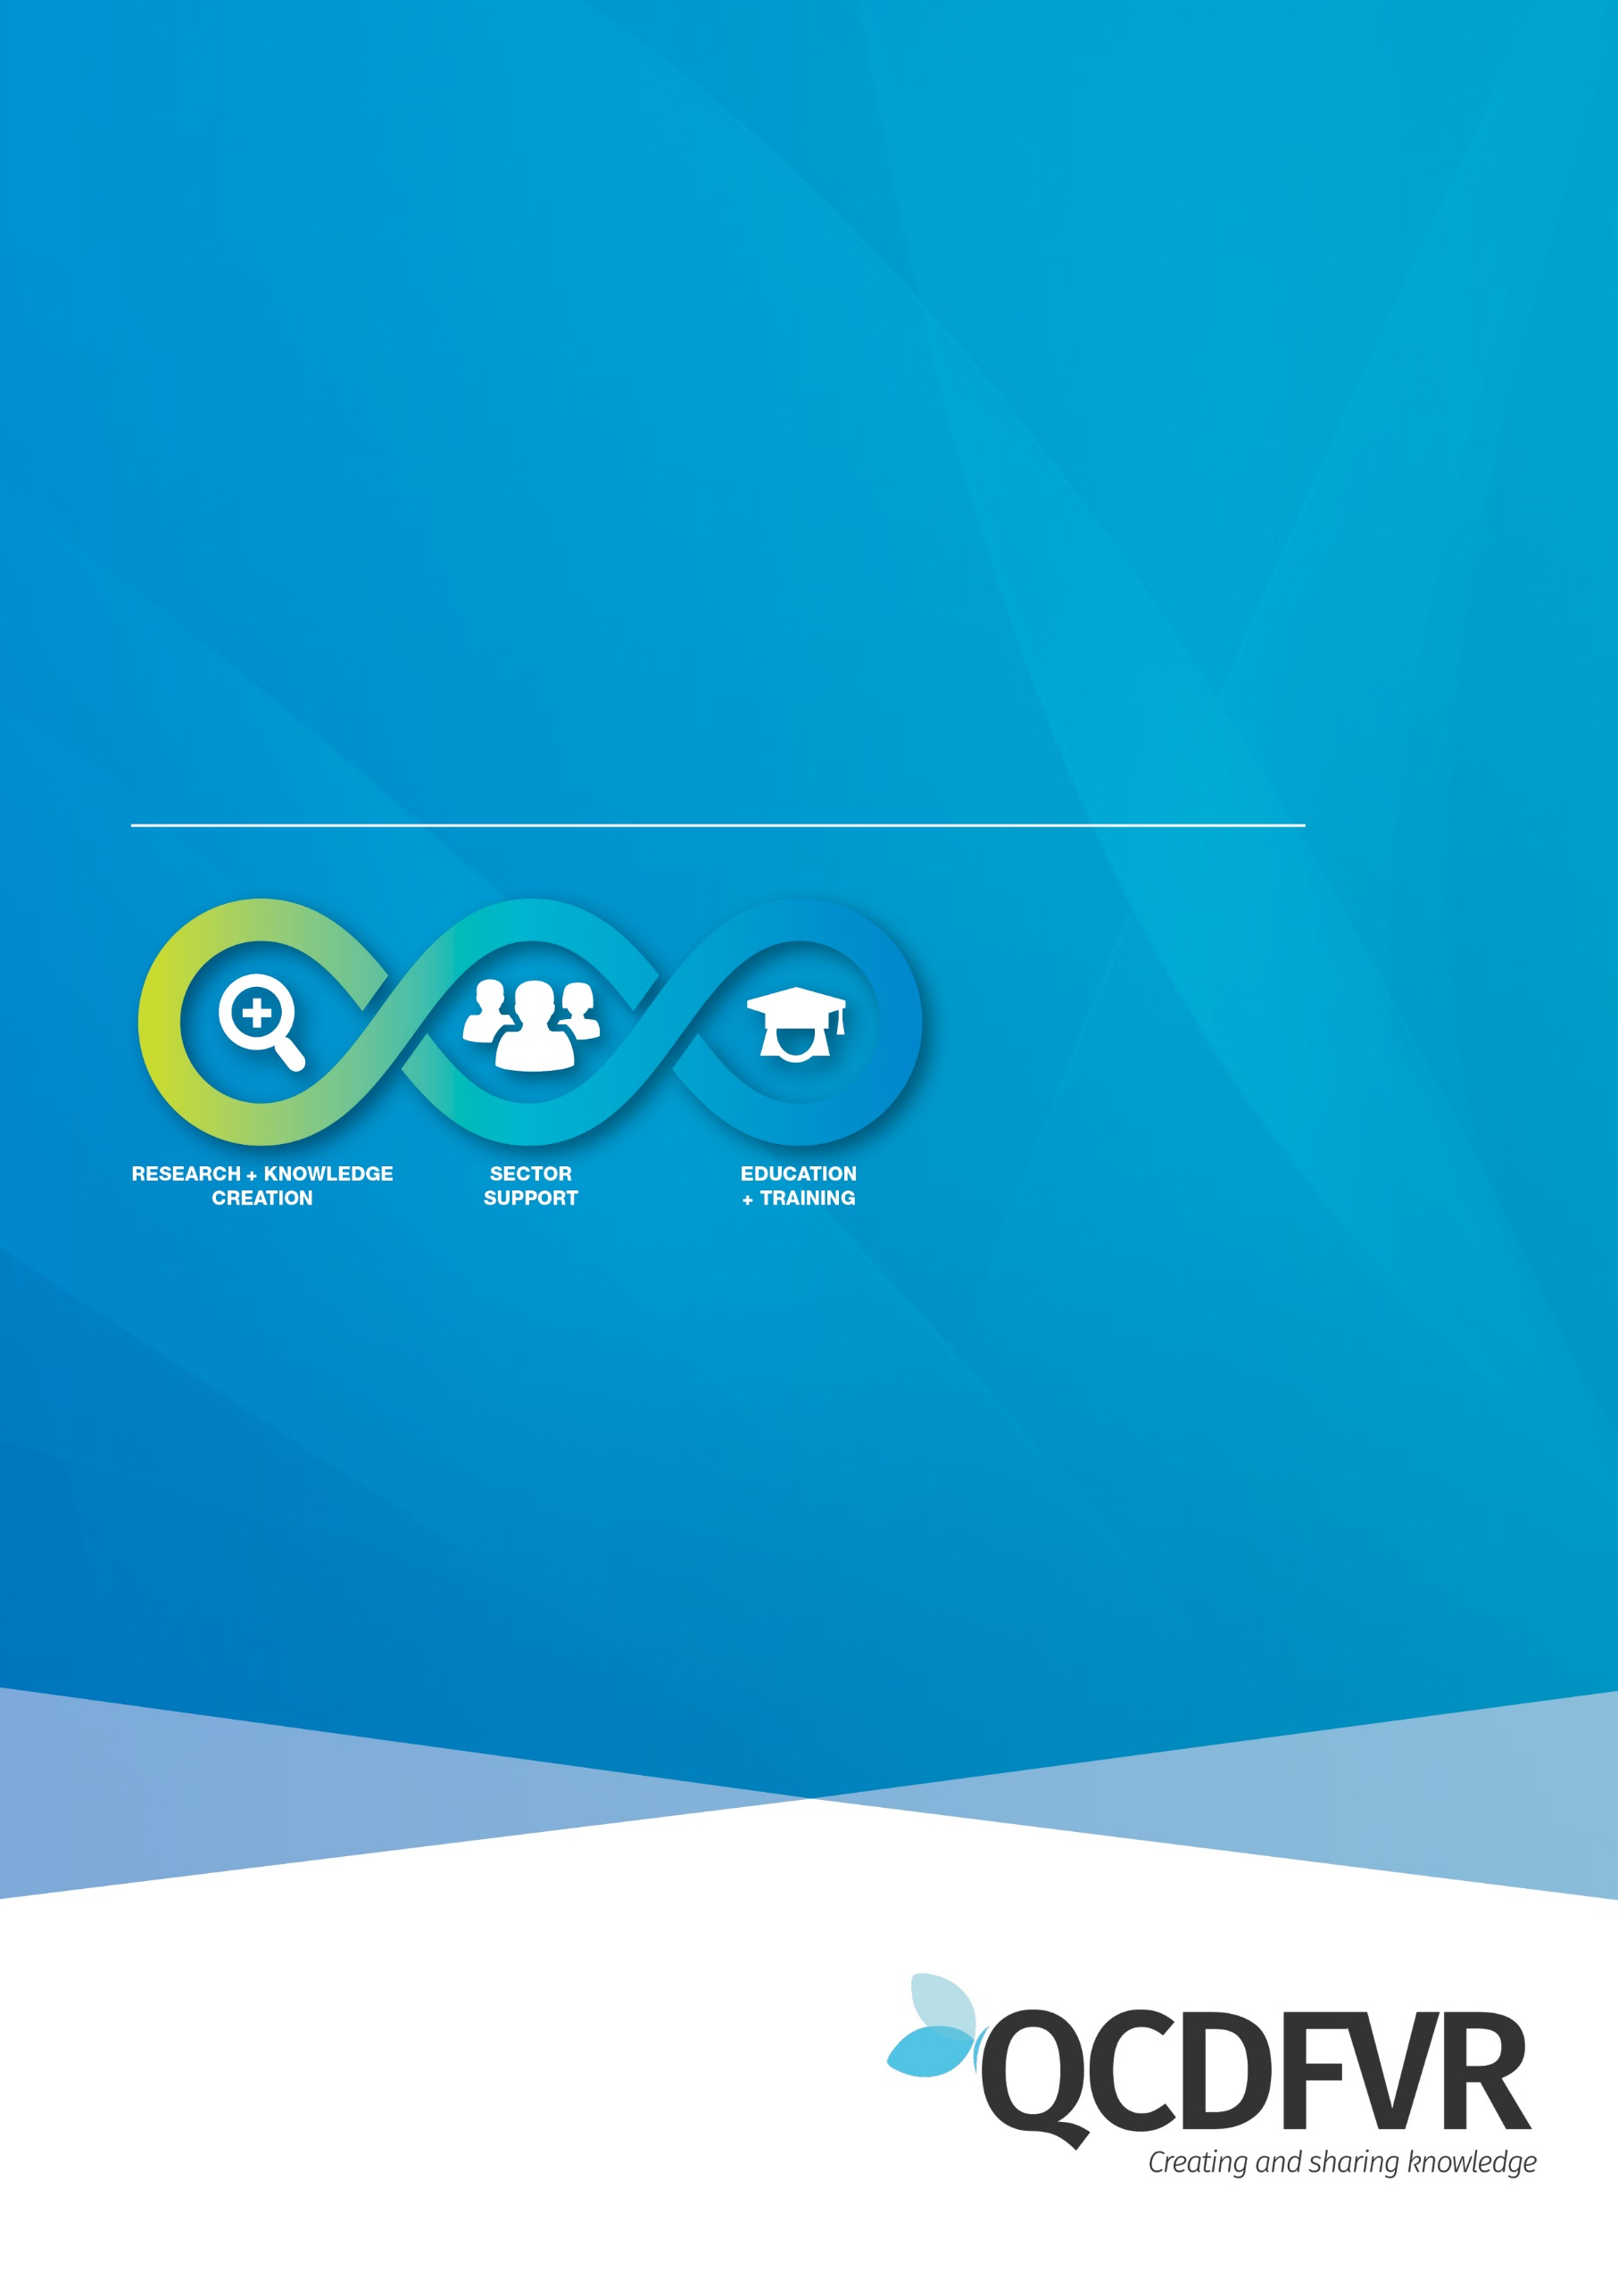 RESEARCH + KNOWLEDGE
CREATION
SECTOR
SUPPORT
EDUCATION
+ TRAINING
QCDFVR
Creating and sharing knowledge